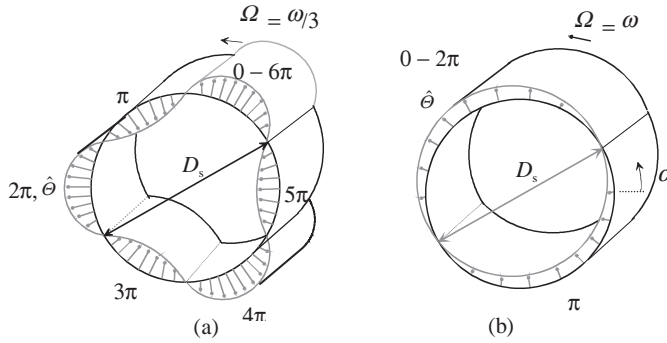 Ω = ω/3
0 – 6π
π
D_s
2π, Θ̂
5π
3π
4π
(a)
Ω = ω
0 – 2π
Θ̂
D_s
π
(b)